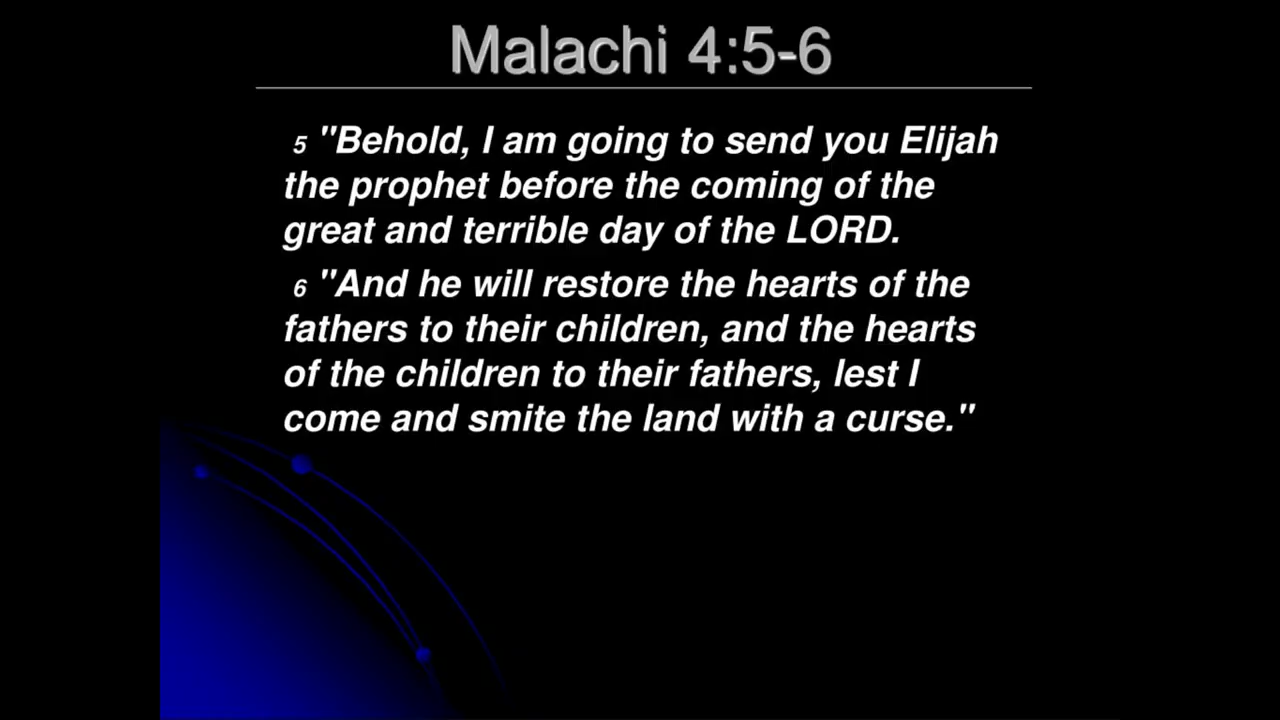 Malachi 4:5-6
5 "Behold, I am going to send you Elijah
the prophet before the coming of the
great and terrible day of the LORD.
6 "And he will restore the hearts of the
fathers to their children, and the hearts
of the children to their fathers, lest I
come and smite the land with a curse."